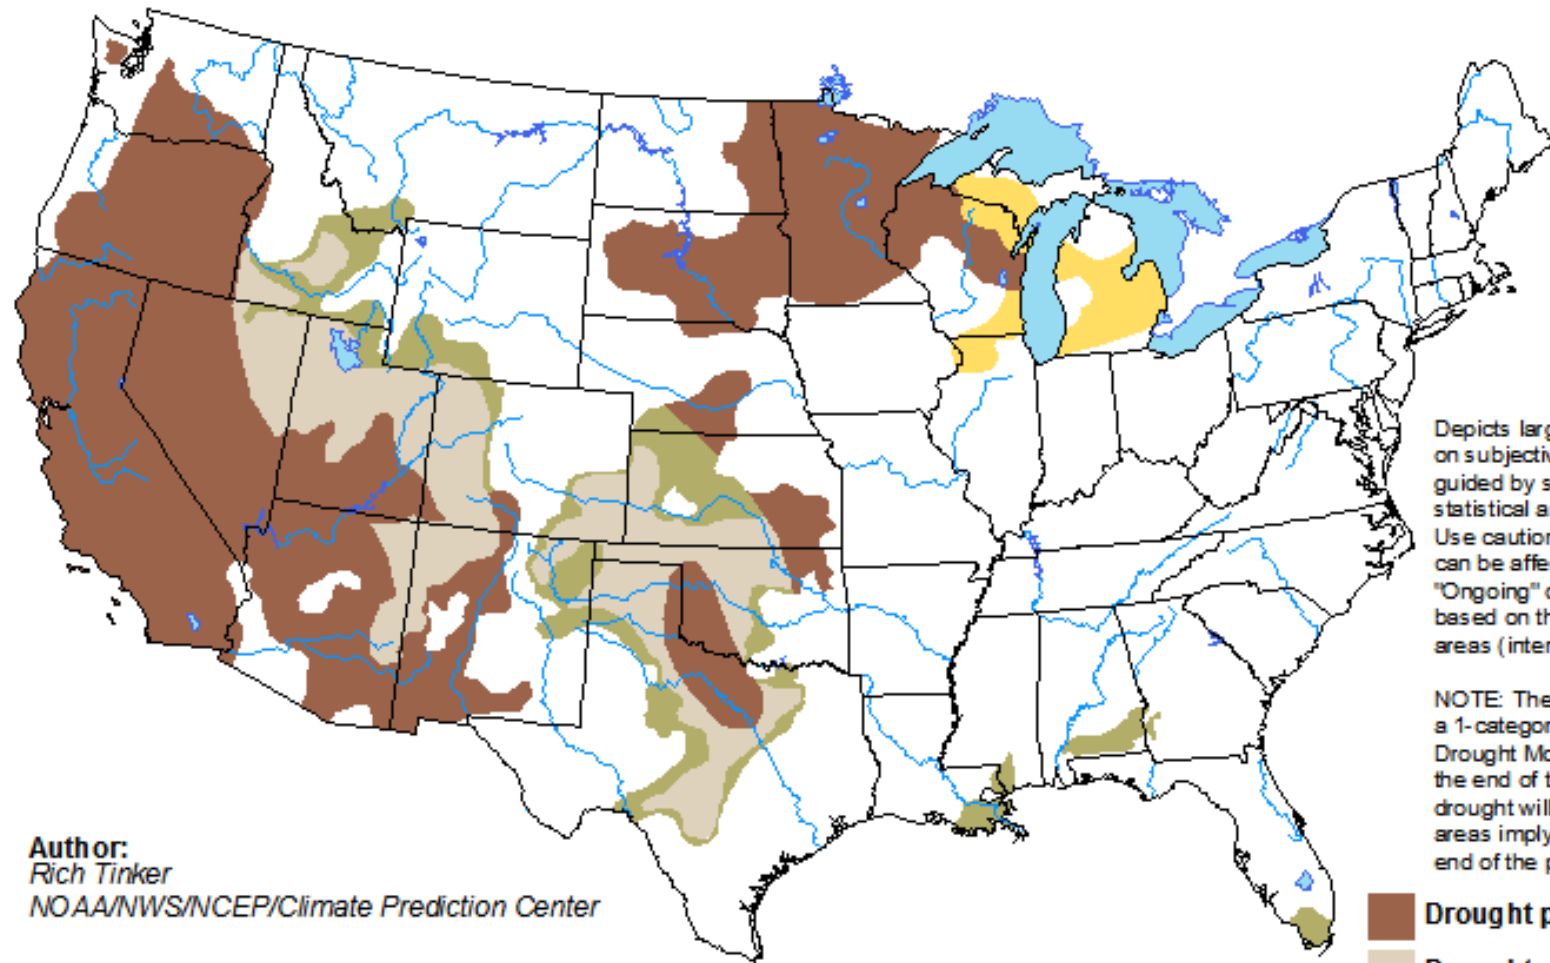 Depicts larg
on subjectiv
guided by s
statistical a
Use caution
can be affe
"Ongoing" d
based on th
areas (inter
NOTE: The
a 1-categor
Drought Mo
the end of t
drought will
areas imply
end of the p
Author:
Rich Tinker
NOAA/NWS/NCEP/Climate Prediction Center
Drought p